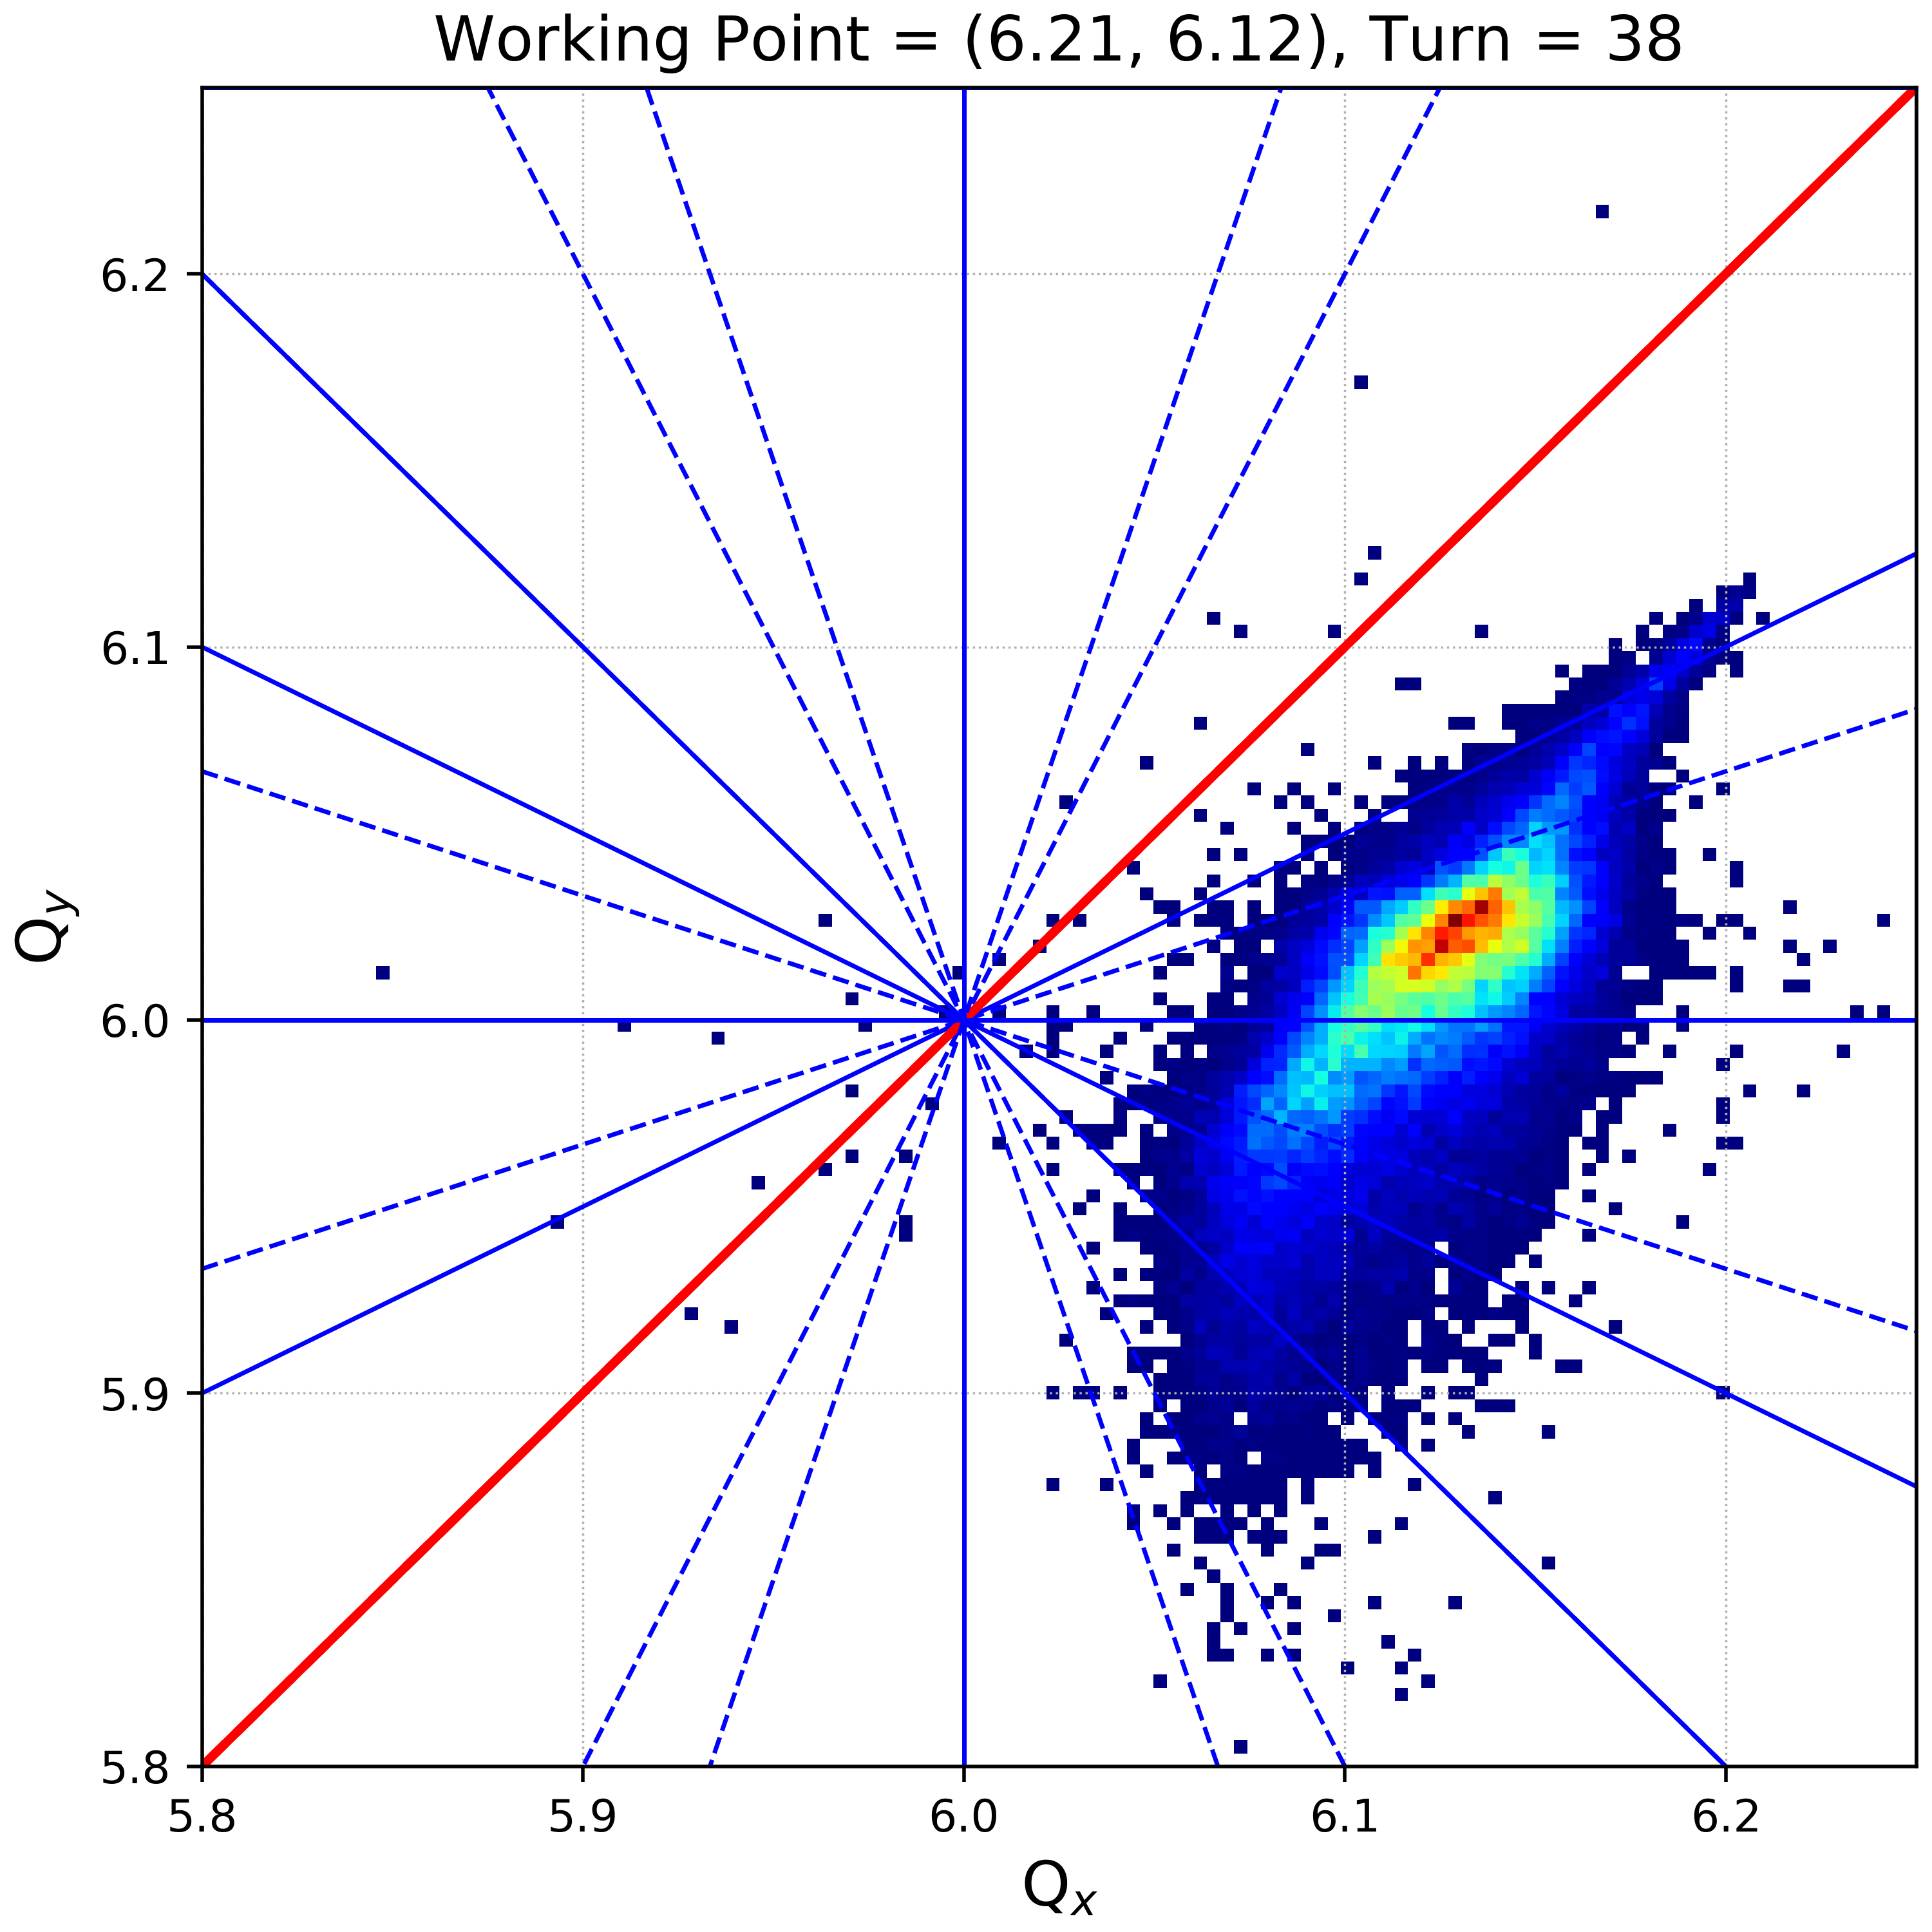 Working Point = (6.21, 6.12), Turn = 38
6.2
6.1
6.0
5.9
5.8
Qy
5.8 5.9 6.0 6.1 6.2
Qx